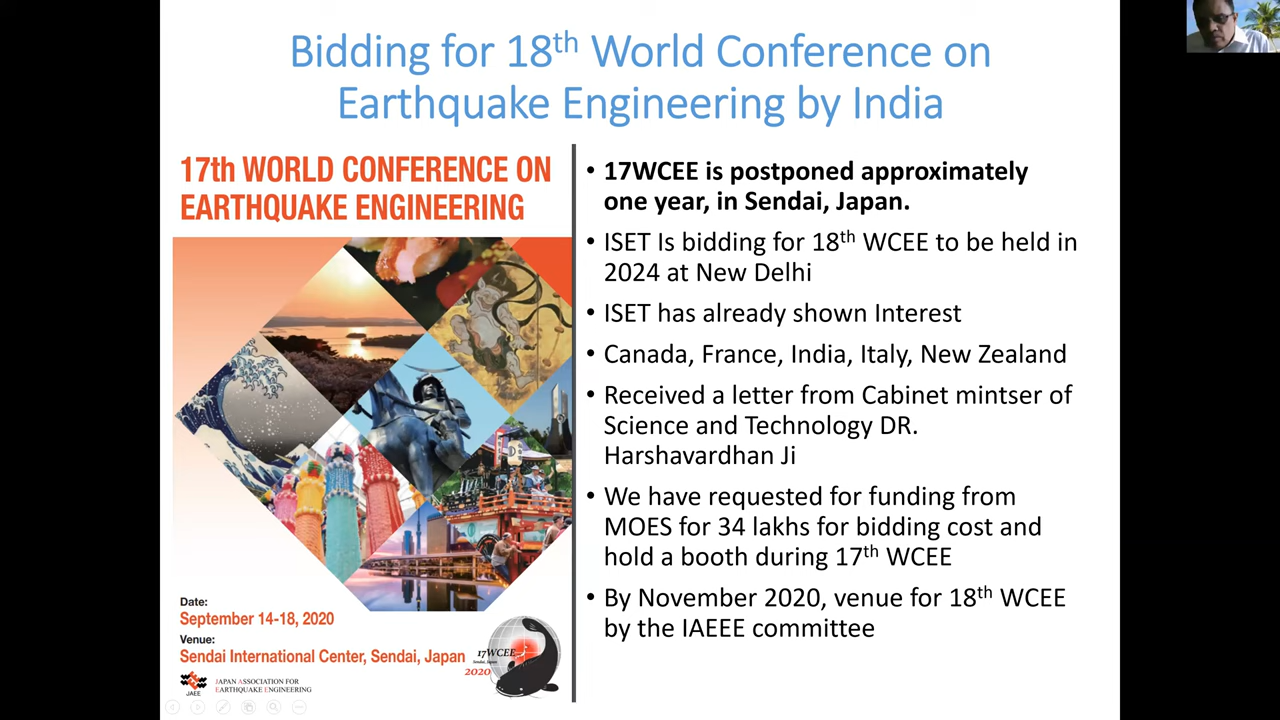 Bidding for 18th World Conference on
Earthquake Engineering by India
17th WORLD CONFERENCE ON
EARTHQUAKE ENGINEERING
Date:
September 14-18, 2020
Venue:
Sendai International Center, Sendai, Japan
JAEE
JAPAN ASSOCIATION FOR
EARTHQUAKE ENGINEERING
17WCEE
Sendai, Japan
2020
• 17WCEE is postponed approximately
one year, in Sendai, Japan.
• ISET Is bidding for 18th WCEE to be held in
2024 at New Delhi
• ISET has already shown Interest
• Canada, France, India, Italy, New Zealand
• Received a letter from Cabinet mintser of
Science and Technology DR.
Harshavardhan Ji
• We have requested for funding from
MOES for 34 lakhs for bidding cost and
hold a booth during 17th WCEE
• By November 2020, venue for 18th WCEE
by the IAEEE committee